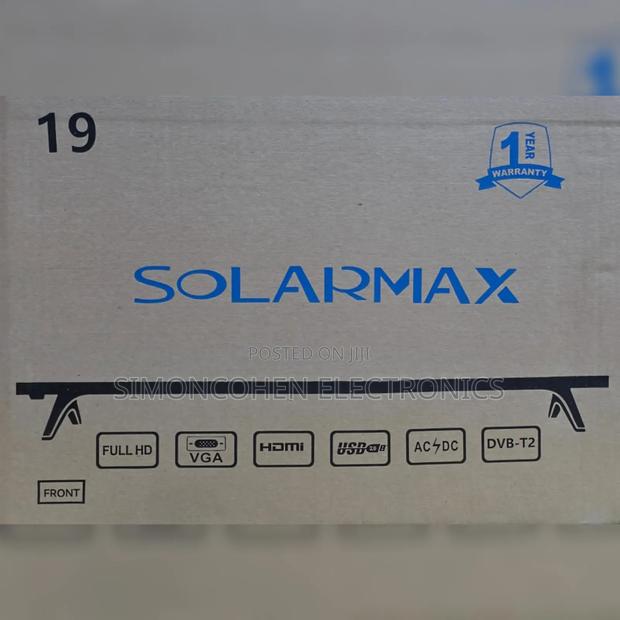 19
1
YEAR
WARRANTY
SOLARMAX
POSTED ON JIJI
SIMONCOHEN ELECTRONICS
FULL HD
VGA
HDMI
USB
AC DC
DVB-T2
FRONT